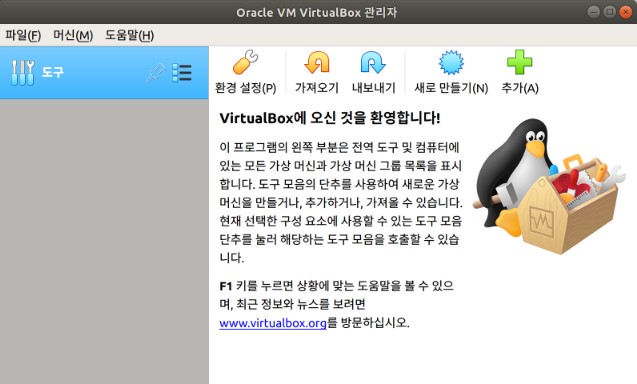 Oracle VM VirtualBox 관리자
파일(F) 머신(M) 도움말(H)
도구
환경 설정(P) 가져오기 내보내기 새로 만들기(N) 추가(A)
VirtualBox에 오신 것을 환영합니다!
이 프로그램의 왼쪽 부분은 전역 도구 및 컴퓨터에
있는 모든 가상 머신과 가상 머신 그룹 목록을 표시
합니다. 도구 모음의 단추를 사용하여 새로운 가상
머신을 만들거나, 추가하거나, 가져올 수 있습니다.
현재 선택한 구성 요소에 사용할 수 있는 도구 모음
단추를 눌러 해당하는 도구 모음을 호출할 수 있습
니다.
F1 키를 누르면 상황에 맞는 도움말을 볼 수 있으
며, 최근 정보와 뉴스를 보려면
www.virtualbox.org를 방문하십시오.